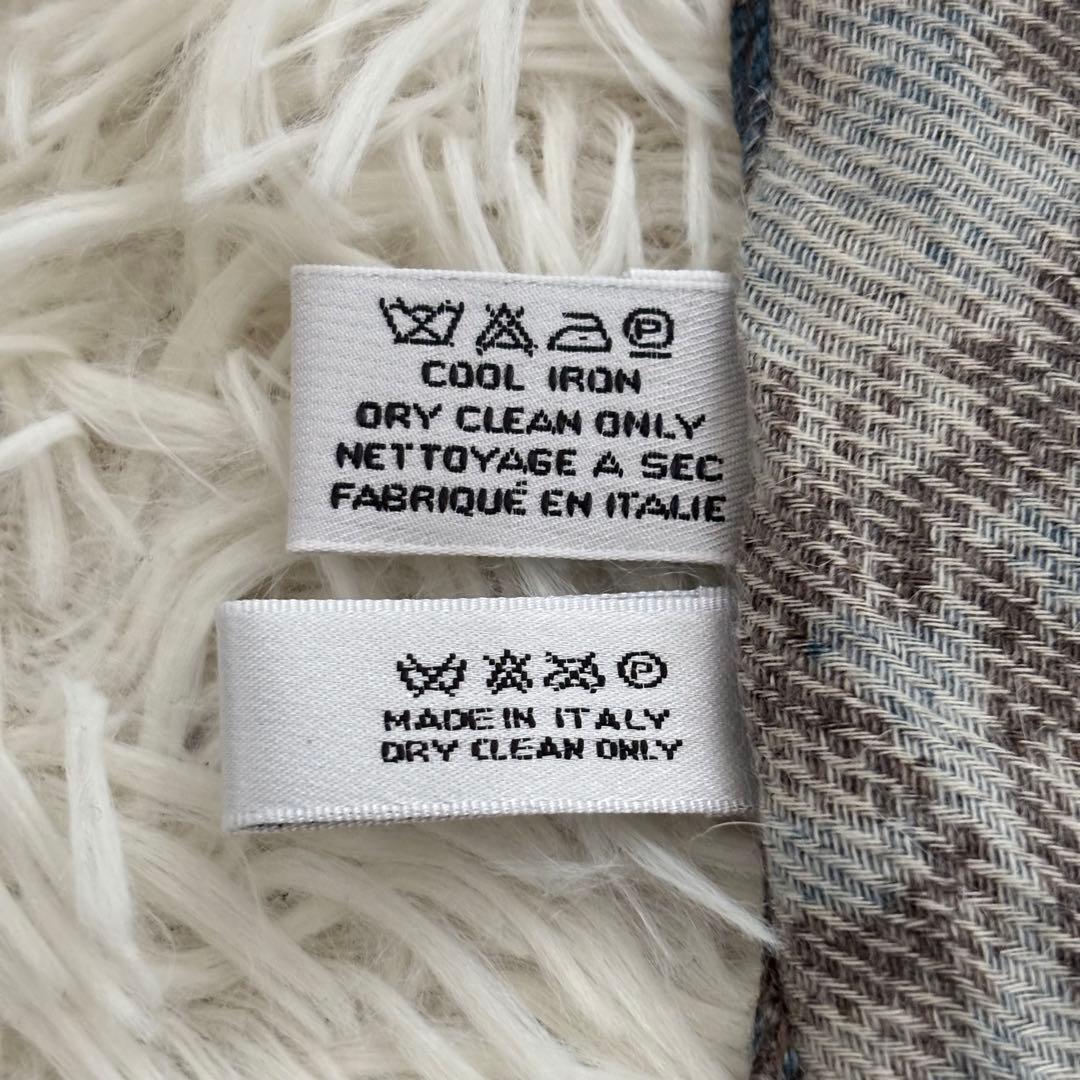 P
COOL IRON
DRY CLEAN ONLY
NETTOYAGE A SEC
FABRIQUÉ EN ITALIE
P
MADE IN ITALY
DRY CLEAN ONLY